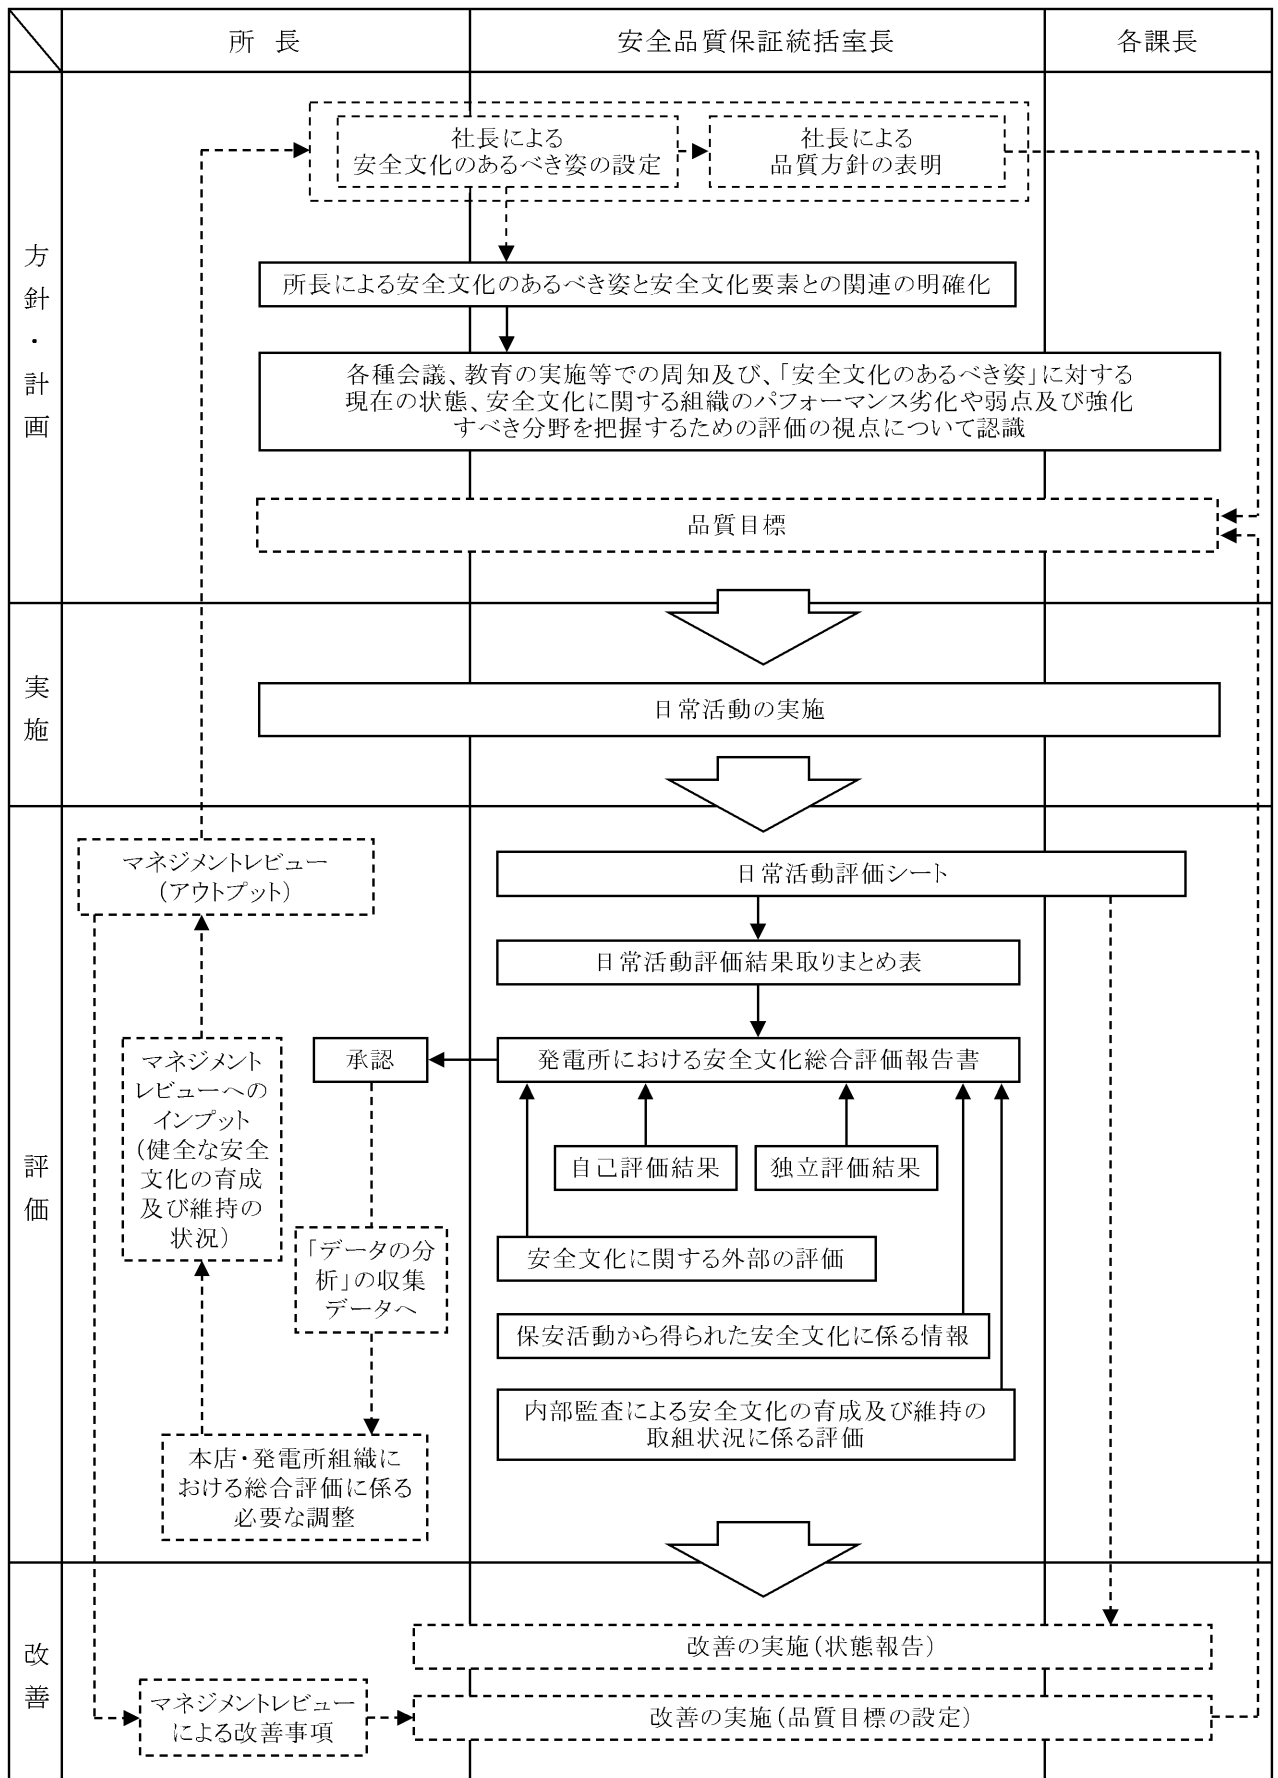 所 長
安全品質保証統括室長
各課長
方針・計画
社長による
安全文化のあるべき姿の設定
社長による
品質方針の表明
所長による安全文化のあるべき姿と安全文化要素との関連の明確化
各種会議、教育の実施等での周知及び、「安全文化のあるべき姿」に対する
現在の状態、安全文化に関する組織のパフォーマンス劣化や弱点及び強化
すべき分野を把握するための評価の視点について認識
品質目標
実施
日常活動の実施
評価
マネジメントレビュー
(アウトプット)
日常活動評価シート
日常活動評価結果取りまとめ表
マネジメント
レビューへの
インプット
(健全な安全
文化の育成
及び維持の
状況)
承認
発電所における安全文化総合評価報告書
自己評価結果
独立評価結果
「データの分
析」の収集
データへ
安全文化に関する外部の評価
保安活動から得られた安全文化に係る情報
内部監査による安全文化の育成及び維持の
取組状況に係る評価
本店・発電所組織に
おける総合評価に係る
必要な調整
改善
改善の実施(状態報告)
マネジメントレビュー
による改善事項
改善の実施(品質目標の設定)